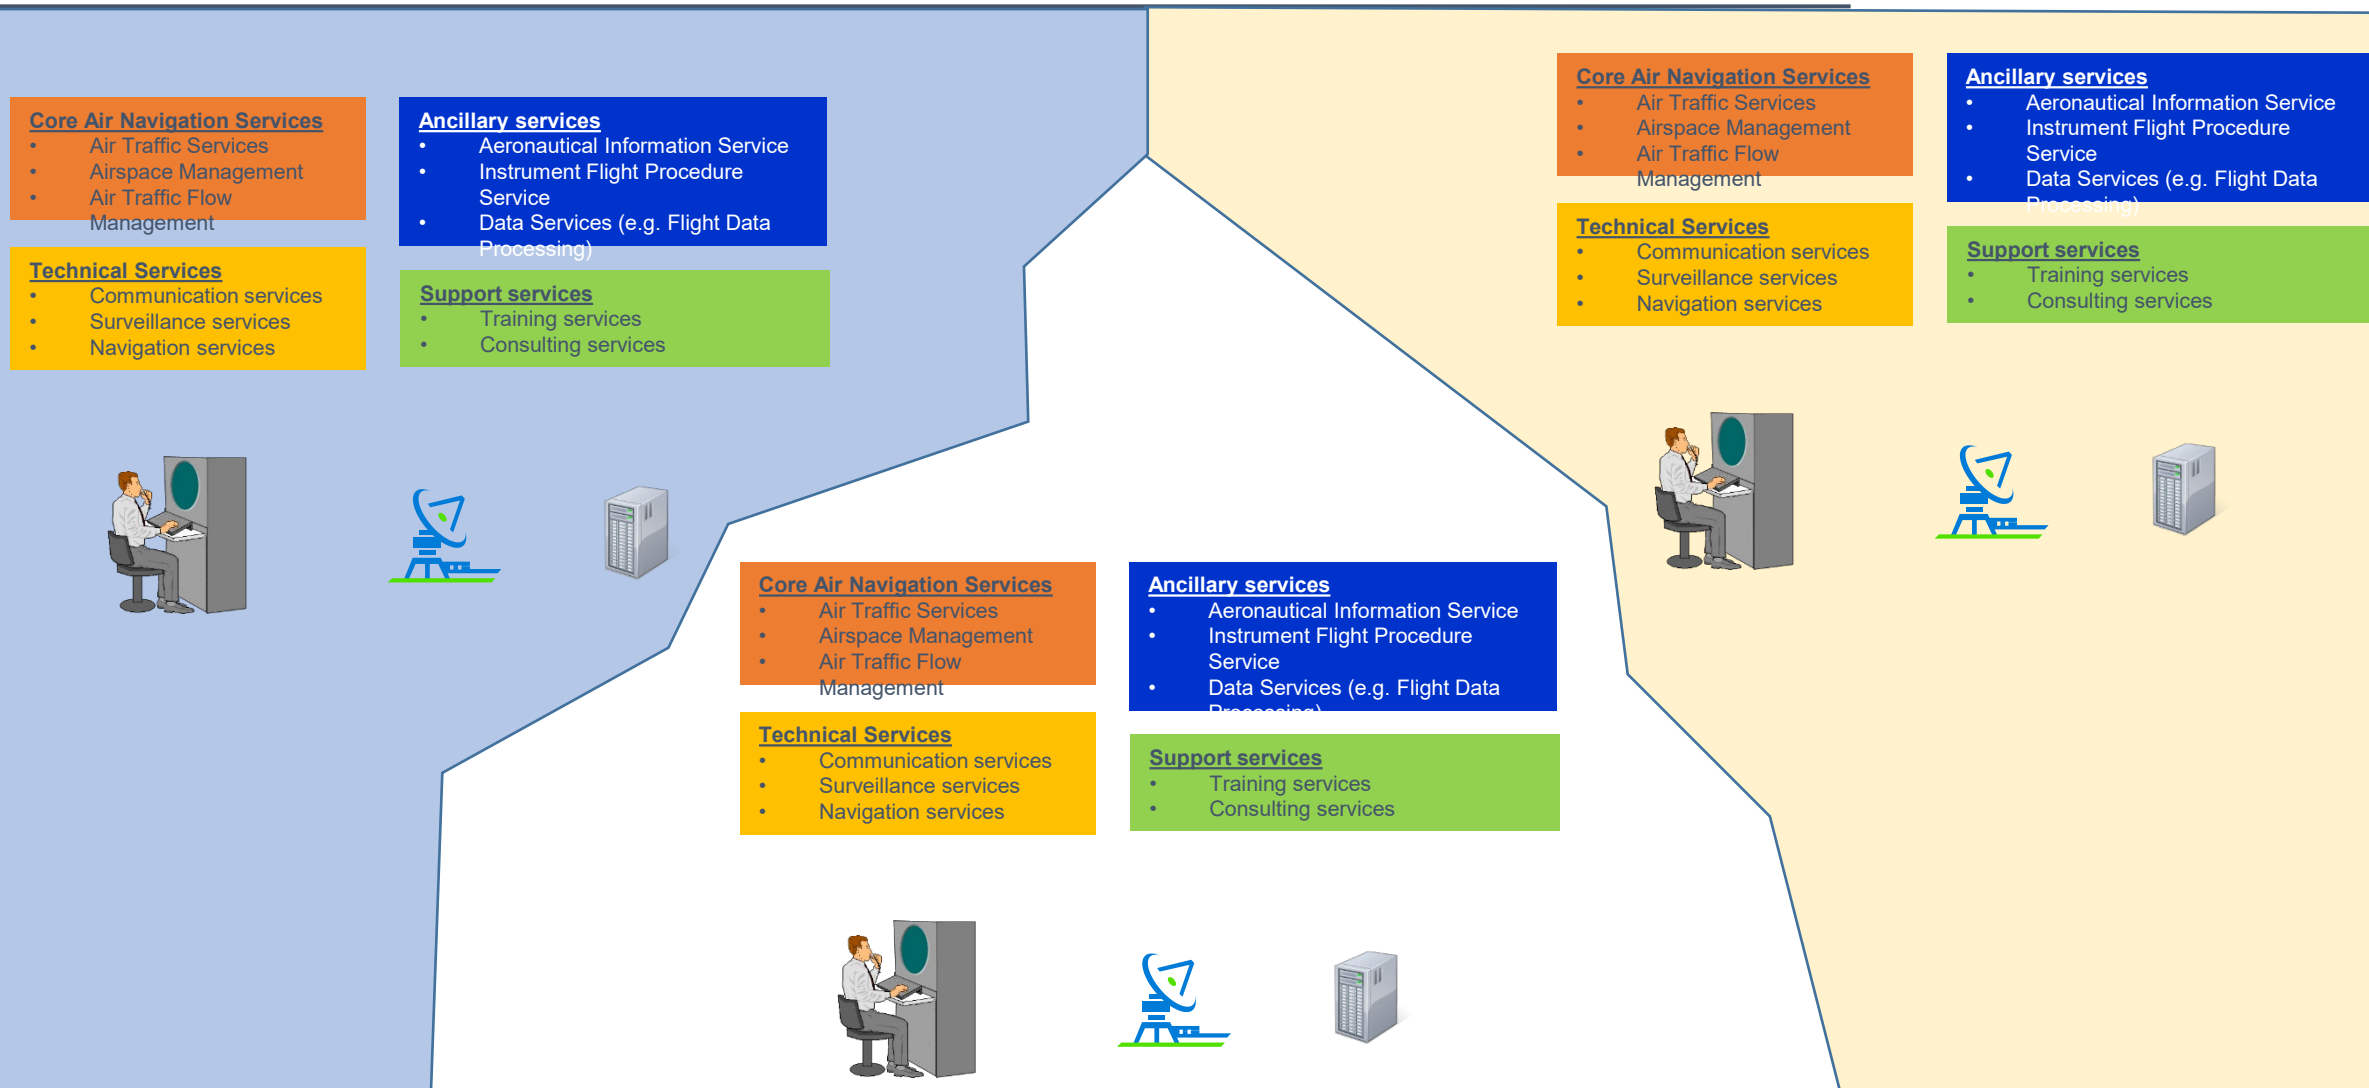 Core Air Navigation Services
• Air Traffic Services
• Airspace Management
• Air Traffic Flow
Management
Ancillary services
• Aeronautical Information Service
• Instrument Flight Procedure
Service
• Data Services (e.g. Flight Data
Processing)
Technical Services
• Communication services
• Surveillance services
• Navigation services
Support services
• Training services
• Consulting services
Core Air Navigation Services
• Air Traffic Services
• Airspace Management
• Air Traffic Flow
Management
Ancillary services
• Aeronautical Information Service
• Instrument Flight Procedure
Service
• Data Services (e.g. Flight Data
Processing)
Technical Services
• Communication services
• Surveillance services
• Navigation services
Support services
• Training services
• Consulting services
Core Air Navigation Services
• Air Traffic Services
• Airspace Management
• Air Traffic Flow
Management
Ancillary services
• Aeronautical Information Service
• Instrument Flight Procedure
Service
• Data Services (e.g. Flight Data
Processing)
Technical Services
• Communication services
• Surveillance services
• Navigation services
Support services
• Training services
• Consulting services